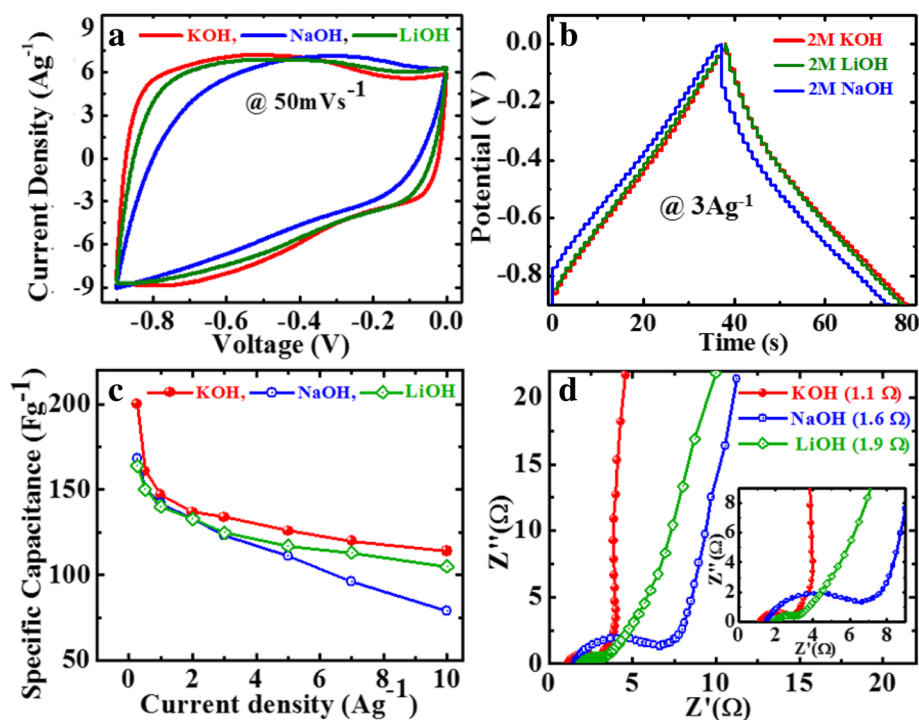 a
KOH, NaOH, LiOH
@ 50mVs-1
Current Density (Ag-1)
9
6
3
0
-3
-6
-9
-0.8 -0.6 -0.4 -0.2 0.0
Voltage (V)
b
2M KOH
2M LiOH
2M NaOH
@ 3Ag-1
Potential ( V )
0.0
-0.2
-0.4
-0.6
-0.8
0 20 40 60 80
Time (s)
c
KOH, NaOH, LiOH
Specific Capacitance (Fg-1)
200
150
100
50
0 2 4 6 8 10
Current density (Ag-1)
d
KOH (1.1 Ω)
NaOH (1.6 Ω)
LiOH (1.9 Ω)
Z''(Ω)
20
15
10
5
0
0 5 10 15 20
Z'(Ω)
Z''(Ω)
8
6
4
2
0
0 2 4 6 8
Z'(Ω)